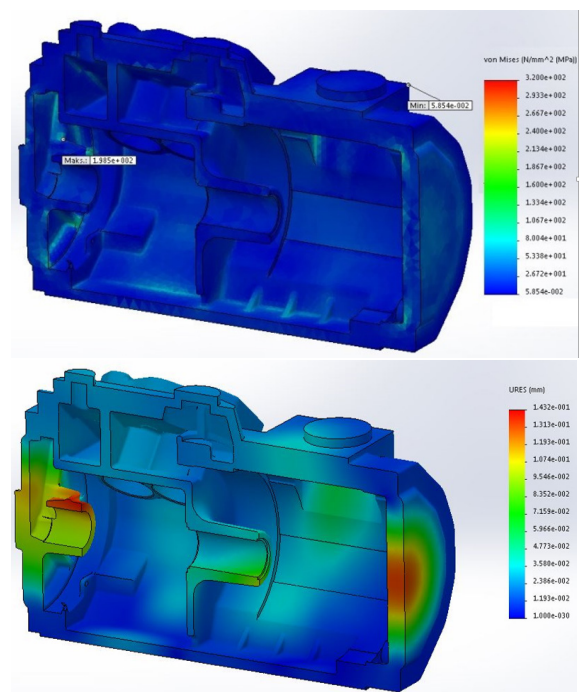 von Mises (N/mm^2 (MPa))
3.200e+002
2.933e+002
2.667e+002
2.400e+002
2.134e+002
1.867e+002
1.600e+002
1.334e+002
1.067e+002
8.004e+001
5.338e+001
2.672e+001
5.854e-002
Min: 5.854e-002
Maks.: 1.985e+002
URES (mm)
1.432e-001
1.313e-001
1.193e-001
1.074e-001
9.546e-002
8.352e-002
7.159e-002
5.966e-002
4.773e-002
3.580e-002
2.386e-002
1.193e-002
1.000e-030